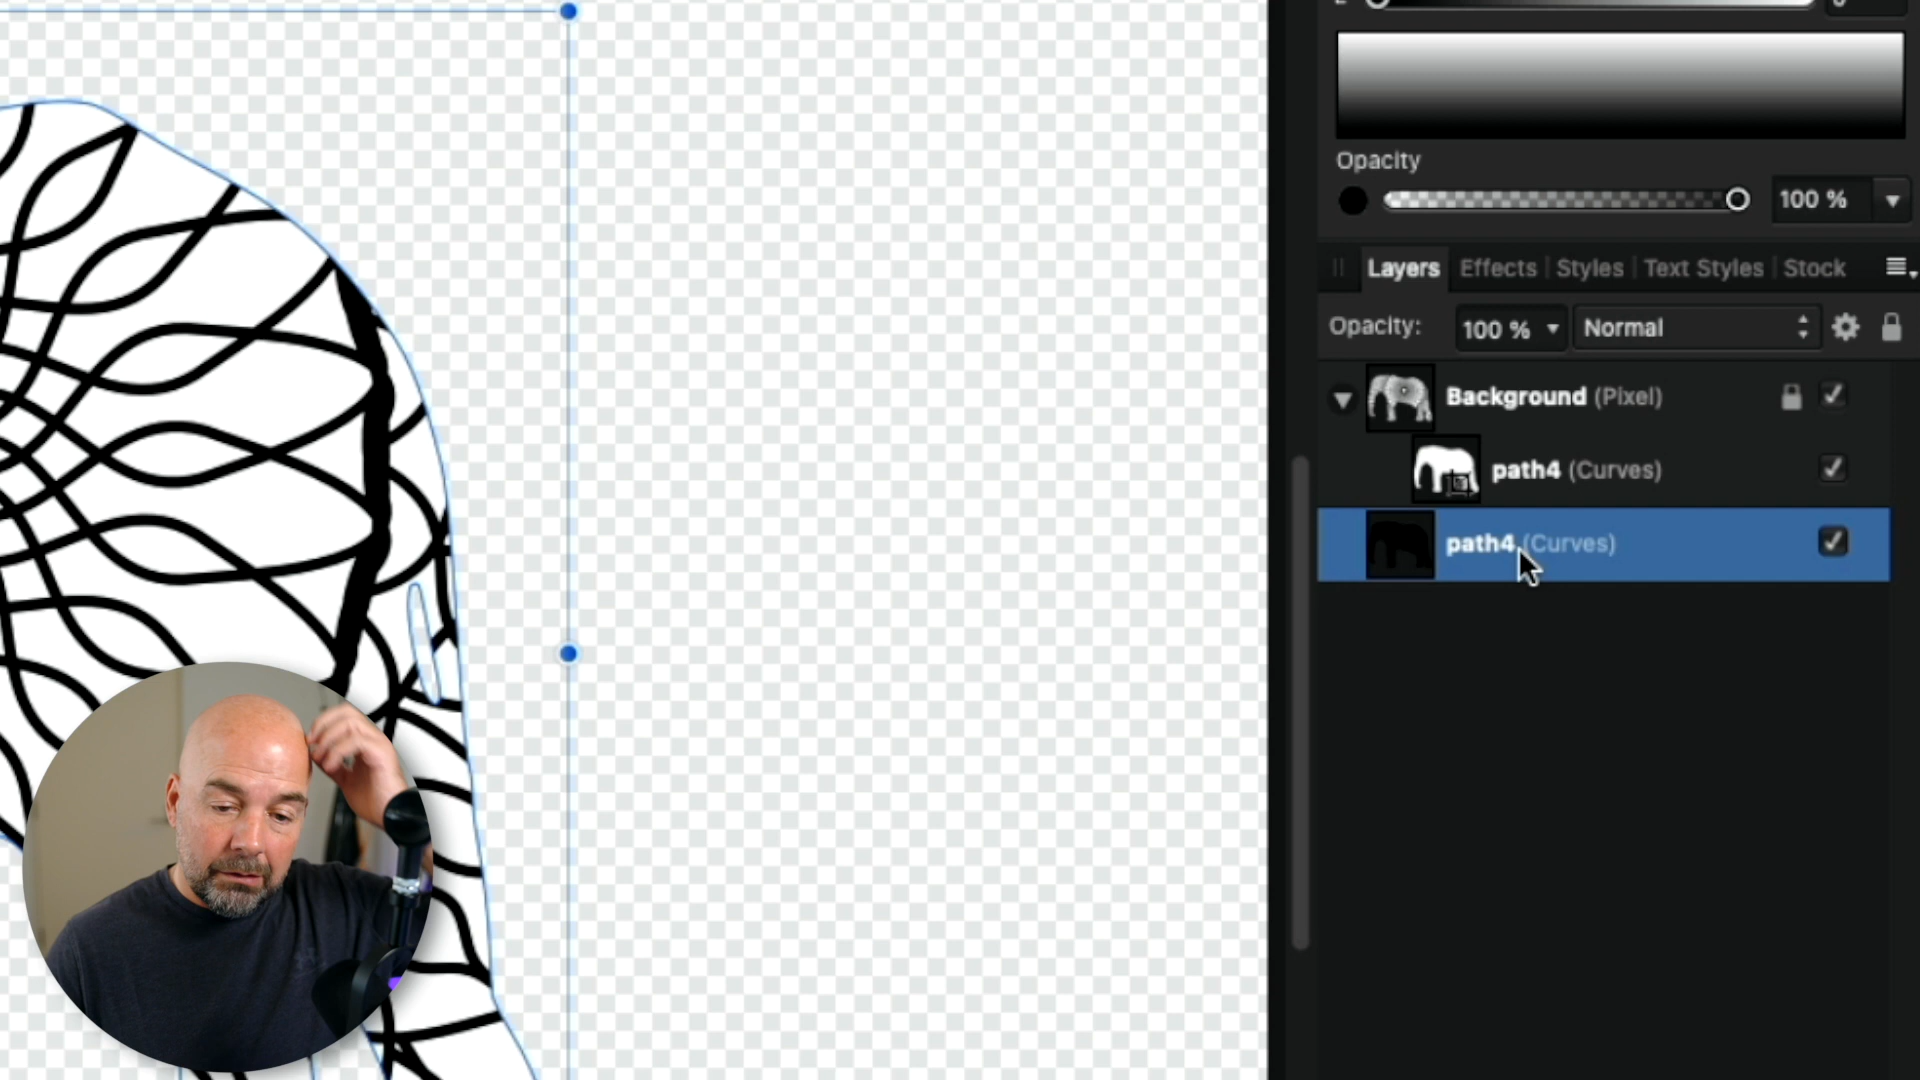 Opacity
100 %
Layers Effects Styles Text Styles Stock
Opacity: 100 % Normal
Background (Pixel)
path4 (Curves)
path4 (Curves)